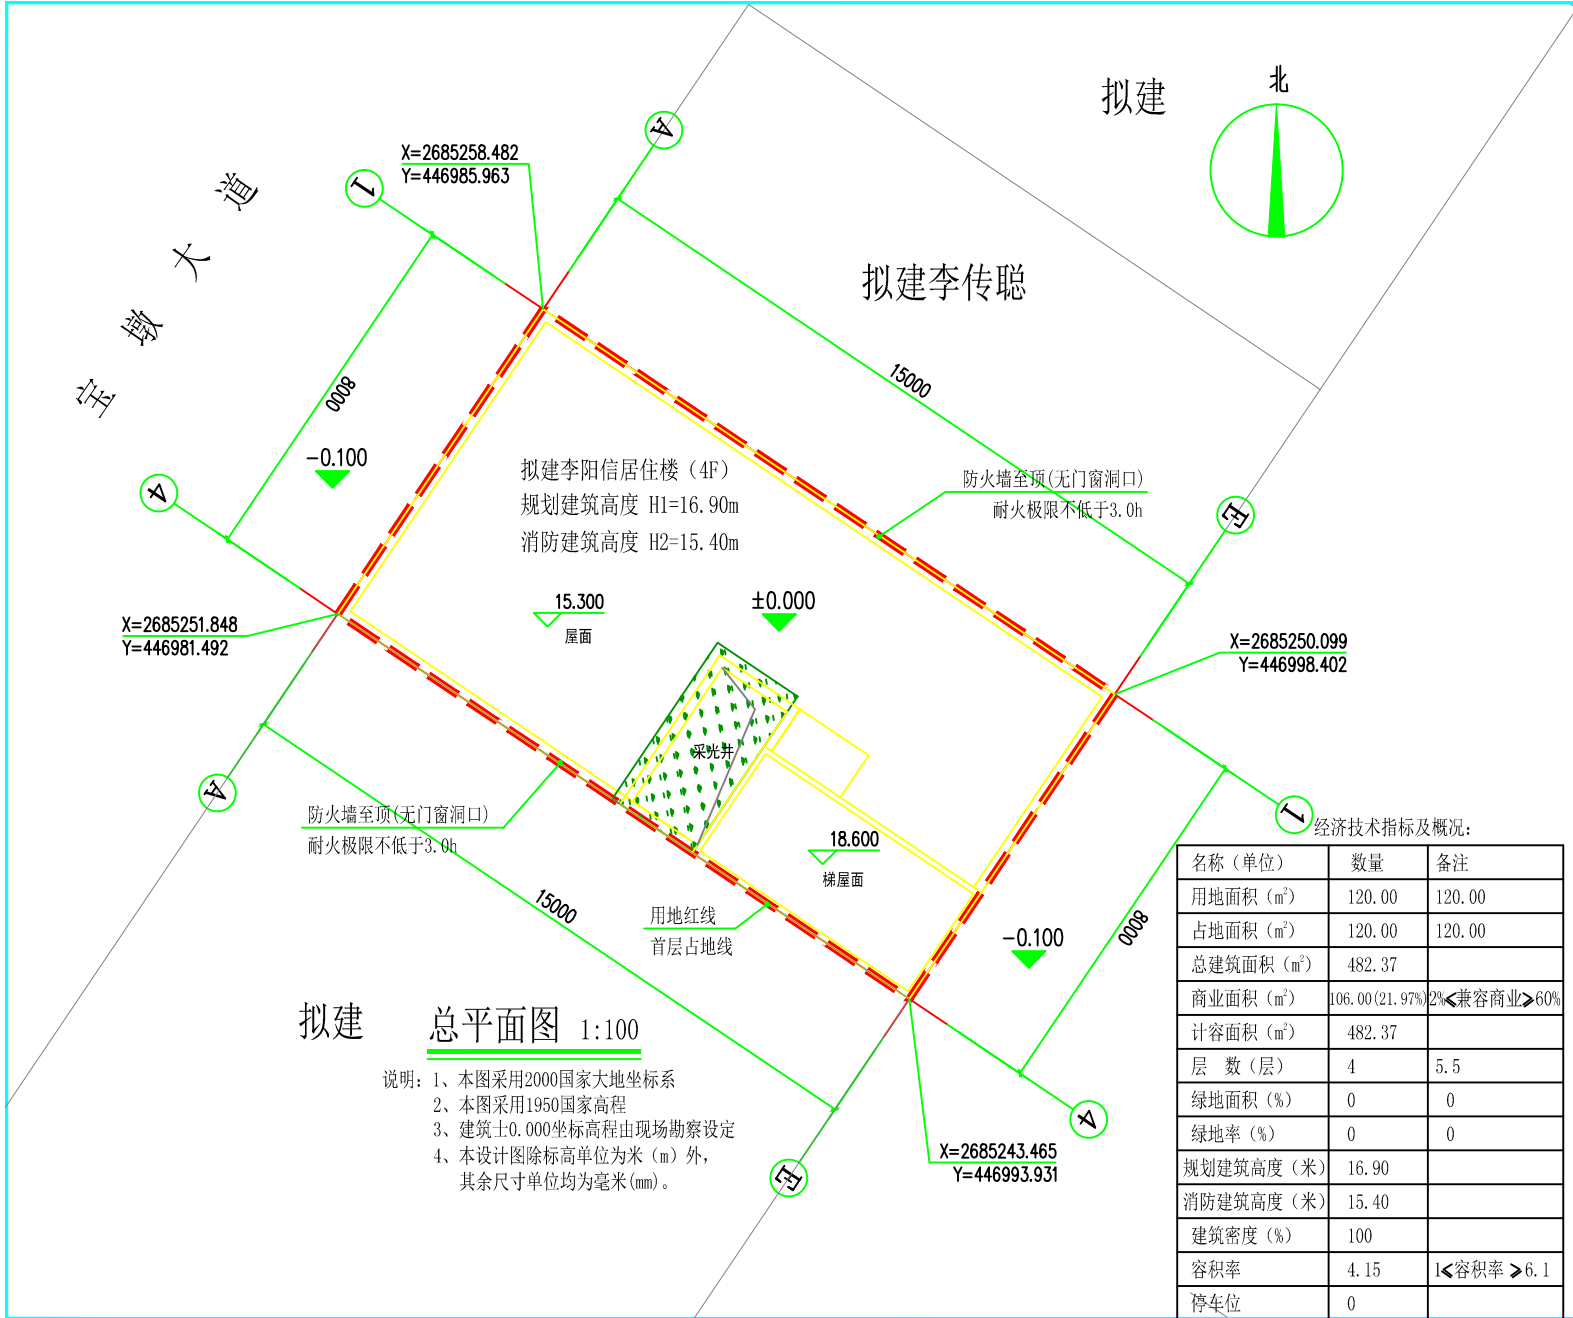 北
拟建
A
X=2685258.482
Y=446985.963
1
宝墩大道
拟建李传聪
8000
15000
-0.100
拟建李阳信居住楼（4F）
规划建筑高度 H1=16.90m
消防建筑高度 H2=15.40m
防火墙至顶(无门窗洞口)
耐火极限不低于3.0h
4
E
15.300
屋面
±0.000
X=2685251.848
Y=446981.492
X=2685250.099
Y=446998.402
采光井
A
防火墙至顶(无门窗洞口)
耐火极限不低于3.0h
18.600
梯屋面
1
15000
用地红线
首层占地线
-0.100
8000
拟建
总平面图 1:100
说明：1、本图采用2000国家大地坐标系
2、本图采用1950国家高程
3、建筑士0.000坐标高程由现场勘察设定
4、本设计图除标高单位为米（m）外，
其余尺寸单位均为毫米(mm)。
4
E
X=2685243.465
Y=446993.931
经济技术指标及概况：
名称（单位） 数量 备注
用地面积（m²） 120.00 120.00
占地面积（m²） 120.00 120.00
总建筑面积（m²） 482.37
商业面积（m²） 106.00(21.97%) 2%≤兼容商业≥60%
计容面积（m²） 482.37
层 数（层） 4 5.5
绿地面积（%） 0 0
绿地率（%） 0 0
规划建筑高度（米） 16.90
消防建筑高度（米） 15.40
建筑密度（%） 100
容积率 4.15 1≤容积率≥6.1
停车位 0